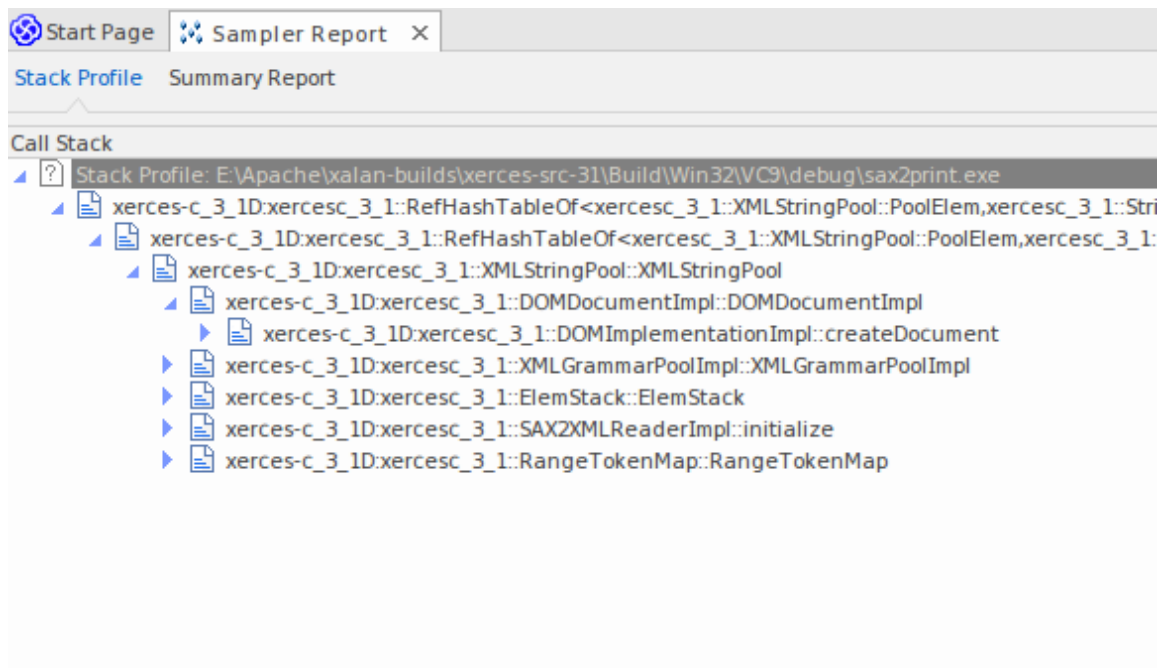 Start Page Sampler Report
Stack Profile Summary Report
Call Stack
Stack Profile: E:\Apache\xalan-builds\xerces-src-31\Build\Win32\VC9\debug\sax2print.exe
xerces-c_3_1D:xercesc_3_1::RefHashTableOf<xercesc_3_1::XMLStringPool::PoolElem,xercesc_3_1::Stri
xerces-c_3_1D:xercesc_3_1::RefHashTableOf<xercesc_3_1::XMLStringPool::PoolElem,xercesc_3_1:
xerces-c_3_1D:xercesc_3_1::XMLStringPool::XMLStringPool
xerces-c_3_1D:xercesc_3_1::DOMDocumentImpl::DOMDocumentImpl
xerces-c_3_1D:xercesc_3_1::DOMImplementationImpl::createDocument
xerces-c_3_1D:xercesc_3_1::XMLGrammarPoolImpl::XMLGrammarPoolImpl
xerces-c_3_1D:xercesc_3_1::ElemStack::ElemStack
xerces-c_3_1D:xercesc_3_1::SAX2XMLReaderImpl::initialize
xerces-c_3_1D:xercesc_3_1::RangeTokenMap::RangeTokenMap